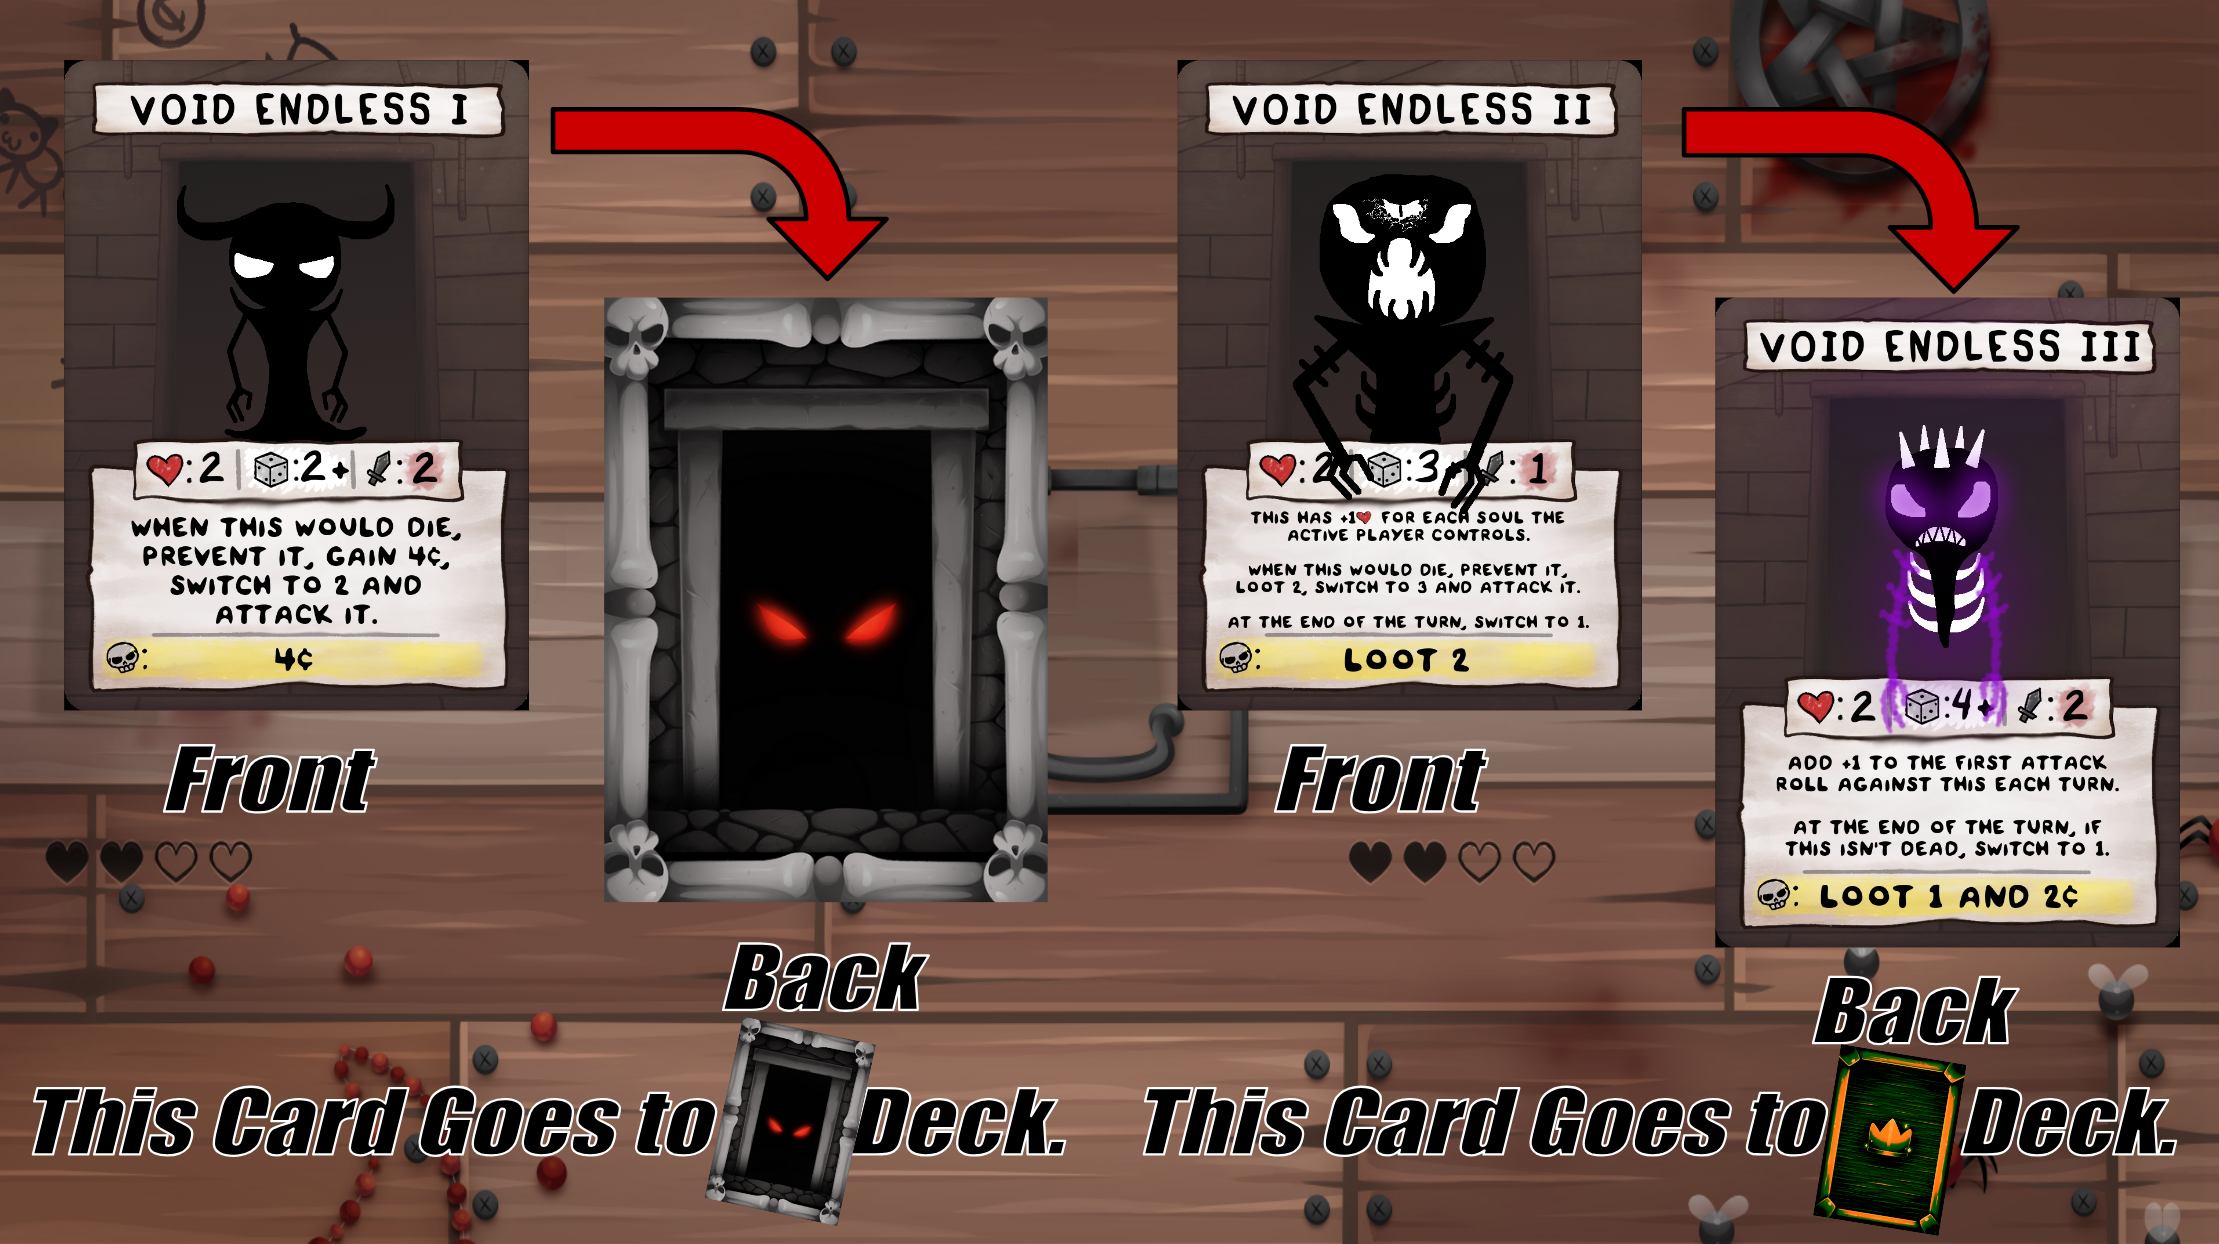 VOID ENDLESS I
:2 :2+ :2
WHEN THIS WOULD DIE,
PREVENT IT, GAIN 4¢,
SWITCH TO 2 AND
ATTACK IT.
: 4¢
Front
Back
This Card Goes to Deck.
VOID ENDLESS II
:2 :3 :1
THIS HAS +1 FOR EACH SOUL THE
ACTIVE PLAYER CONTROLS.
WHEN THIS WOULD DIE, PREVENT IT,
LOOT 2, SWITCH TO 3 AND ATTACK IT.
AT THE END OF THE TURN, SWITCH TO 1.
: LOOT 2
Front
VOID ENDLESS III
:2 :4+ :2
ADD +1 TO THE FIRST ATTACK
ROLL AGAINST THIS EACH TURN.
AT THE END OF THE TURN, IF
THIS ISN'T DEAD, SWITCH TO 1.
: LOOT 1 AND 2¢
Back
This Card Goes to Deck.